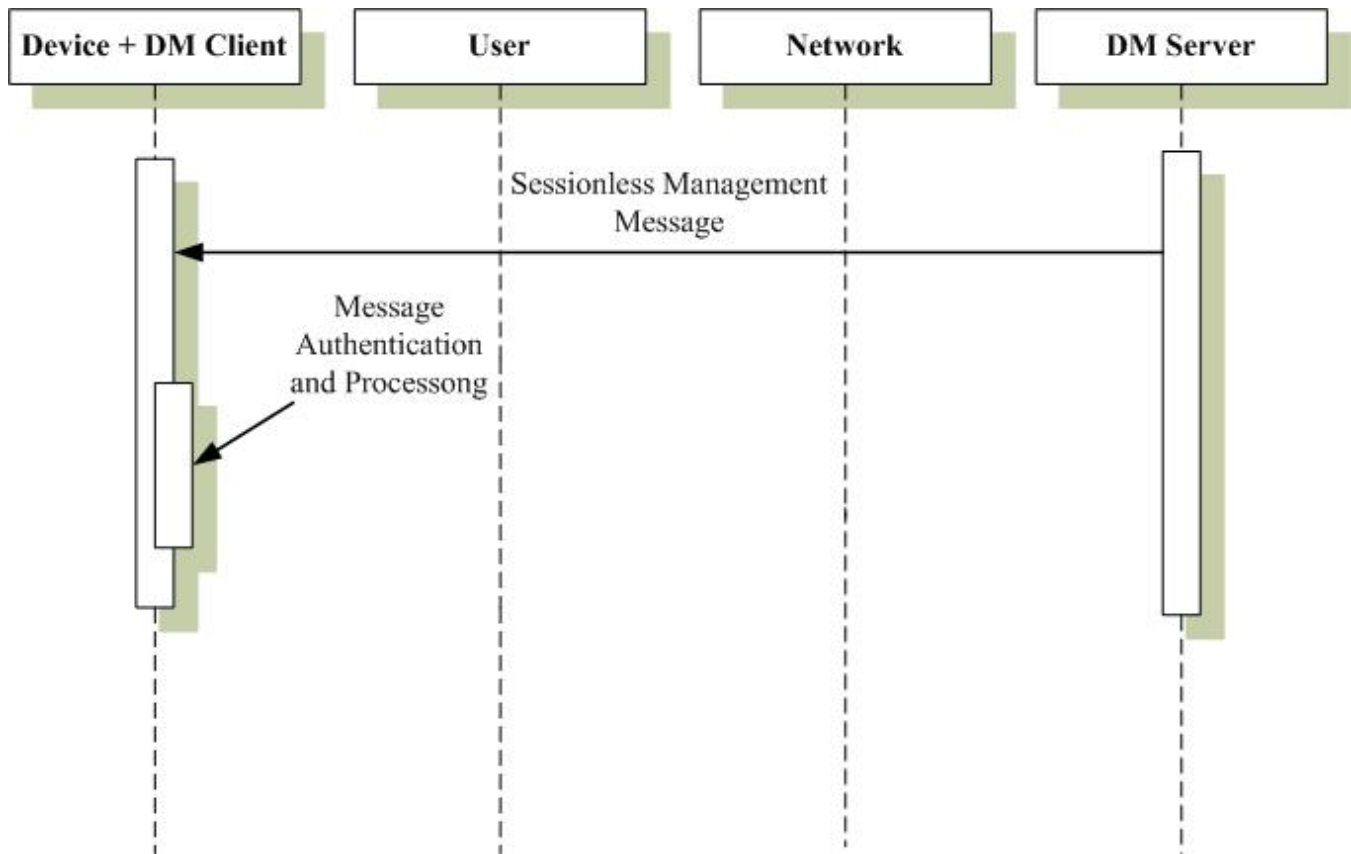 Device + DM Client
User
Network
DM Server
Sessionless Management
Message
Message
Authentication
and Processong